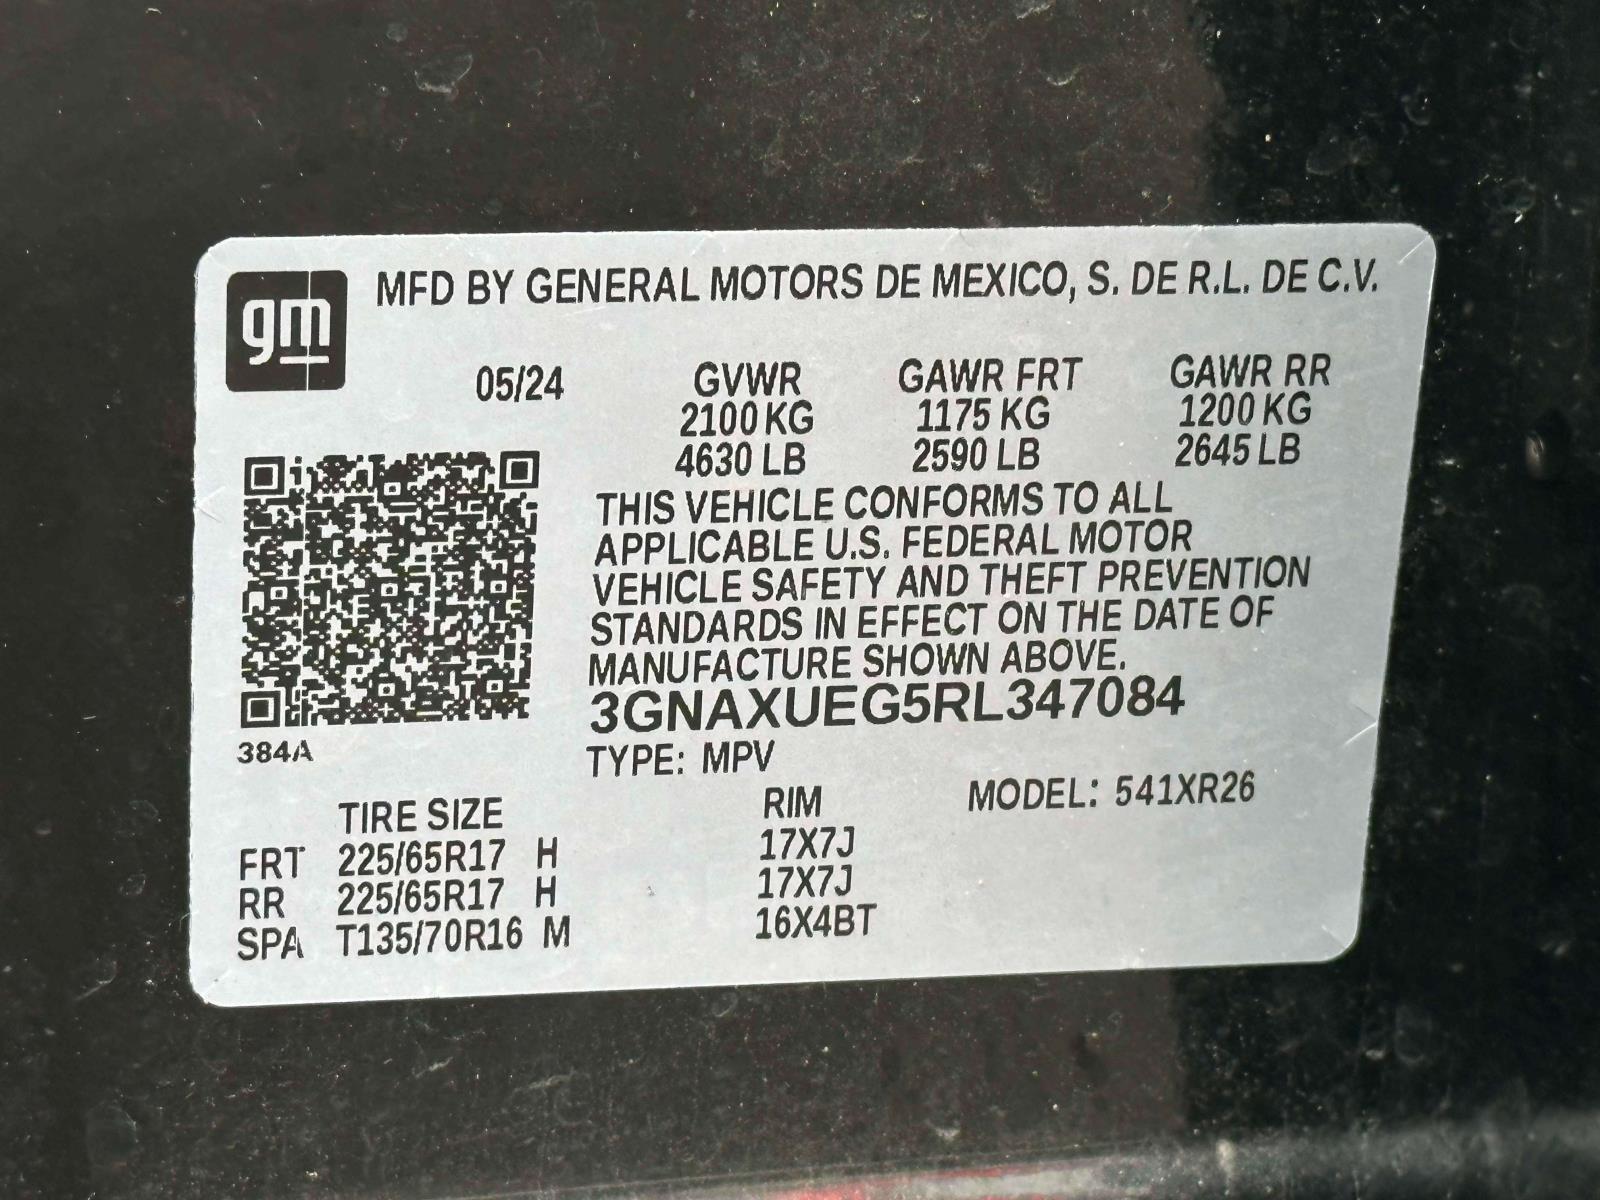 gm
MFD BY GENERAL MOTORS DE MEXICO, S. DE R.L. DE C.V.
05/24 GVWR GAWR FRT GAWR RR
2100 KG 1175 KG 1200 KG
4630 LB 2590 LB 2645 LB
THIS VEHICLE CONFORMS TO ALL
APPLICABLE U.S. FEDERAL MOTOR
VEHICLE SAFETY AND THEFT PREVENTION
STANDARDS IN EFFECT ON THE DATE OF
MANUFACTURE SHOWN ABOVE.
3GNAXUEG5RL347084
384A
TYPE: MPV
MODEL: 541XR26
TIRE SIZE RIM
FRT 225/65R17 H 17X7J
RR 225/65R17 H 17X7J
SPA T135/70R16 M 16X4BT